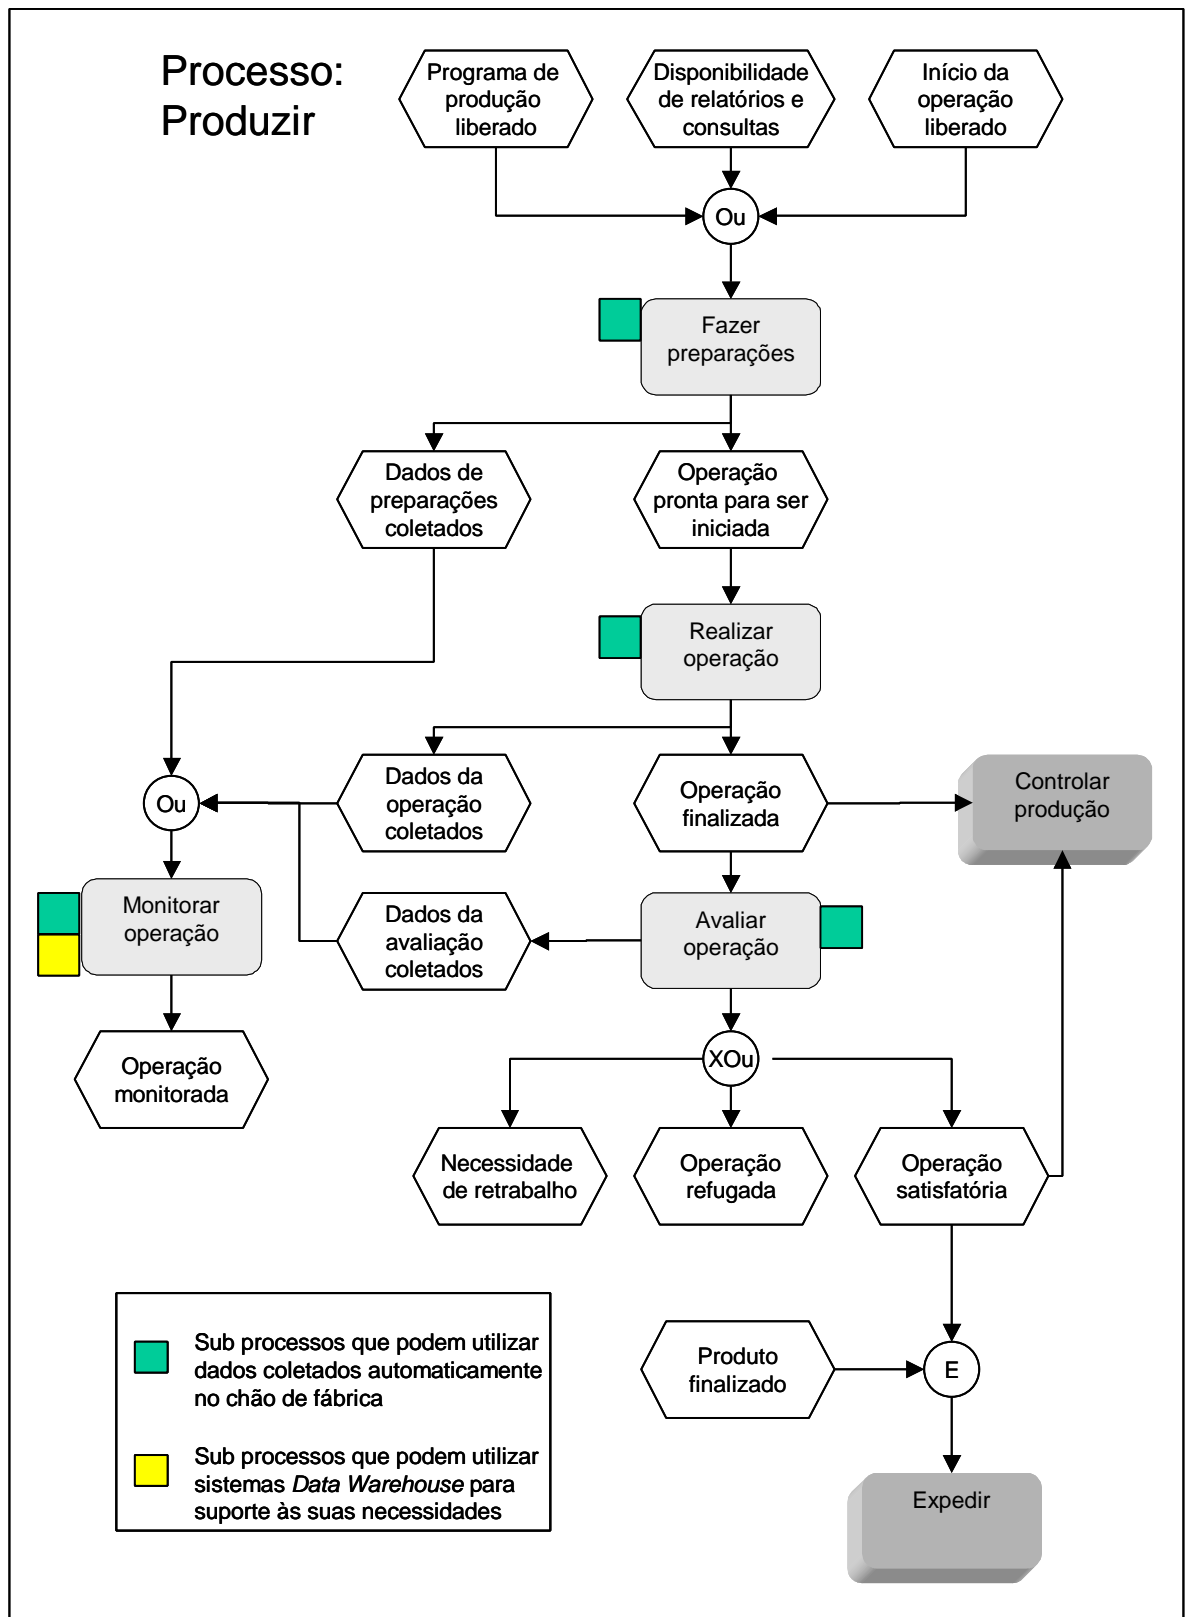 Processo:
Produzir
Programa de
produção
liberado
Disponibilidade
de relatórios e
consultas
Início da
operação
liberado
Ou
Fazer
preparações
Dados de
preparações
coletados
Operação
pronta para ser
iniciada
Realizar
operação
Ou
Dados da
operação
coletados
Operação
finalizada
Controlar
produção
Monitorar
operação
Dados da
avaliação
coletados
Avaliar
operação
Operação
monitorada
XOu
Necessidade
de retrabalho
Operação
refugada
Operação
satisfatória
Sub processos que podem utilizar
dados coletados automaticamente
no chão de fábrica
Sub processos que podem utilizar
sistemas Data Warehouse para
suporte às suas necessidades
Produto
finalizado
E
Expedir